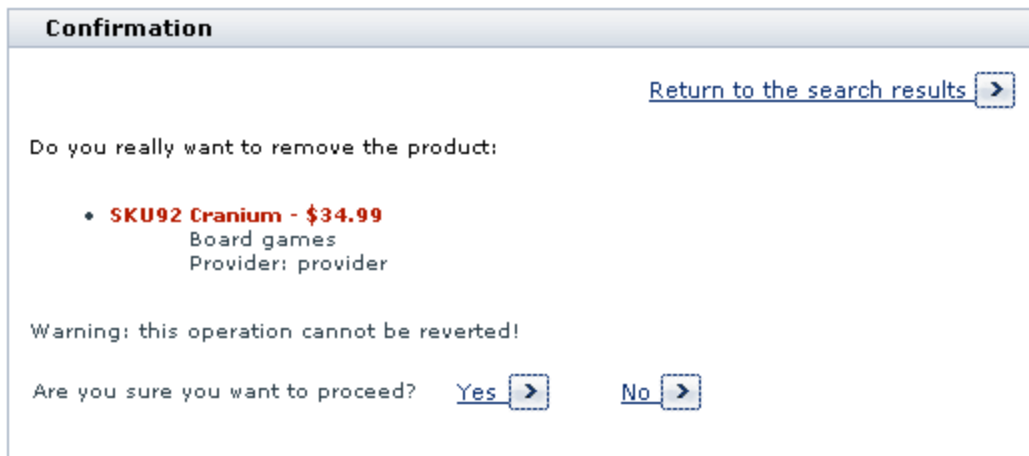 Confirmation
Return to the search results
Do you really want to remove the product:
• SKU92 Cranium - $34.99
Board games
Provider: provider
Warning: this operation cannot be reverted!
Are you sure you want to proceed? Yes No